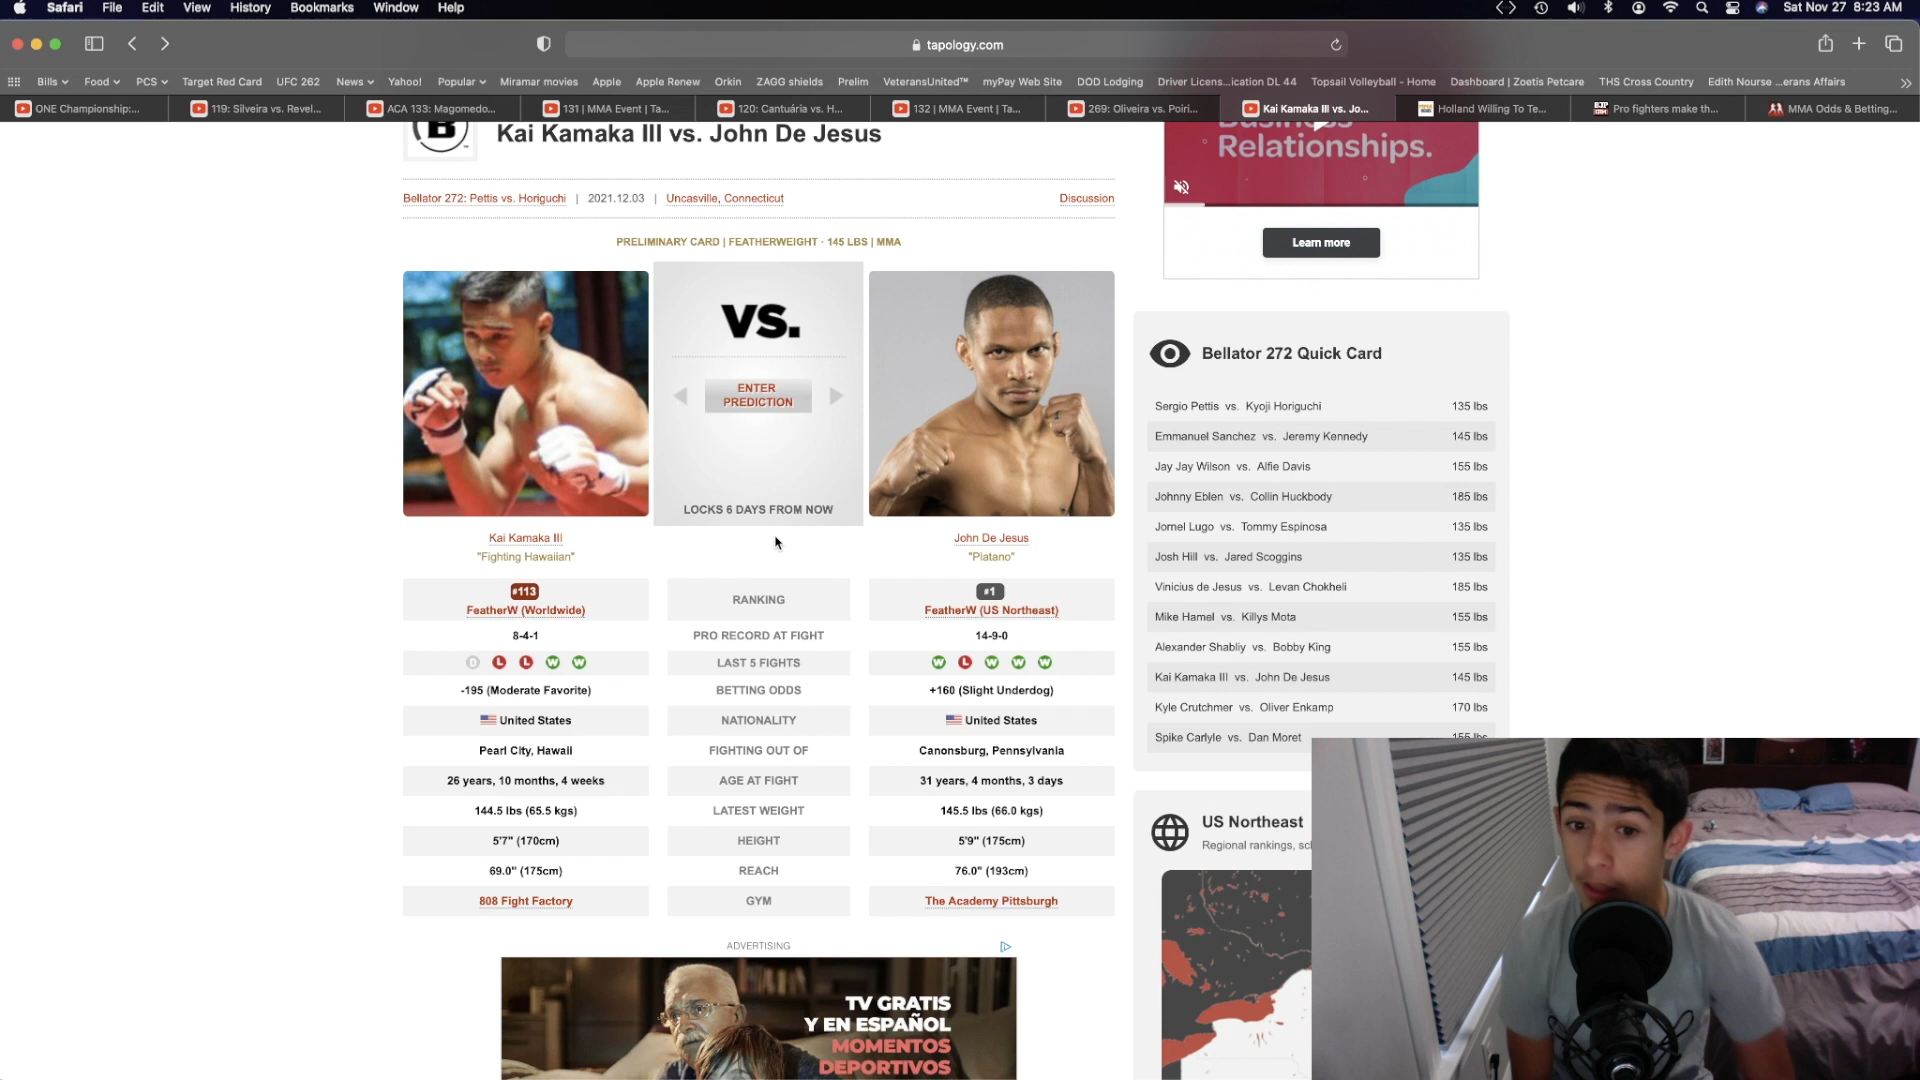 Safari File Edit View History Bookmarks Window Help Sat Nov 27 8:23 AM
tapology.com
Bills Food PCS Target Red Card UFC 262 News Yahoo! Popular Miramar movies Apple Apple Renew Orkin ZAGG shields Prelim VeteransUnited™ myPay Web Site DOD Lodging Driver Licens...ication DL 44 Topsail Volleyball - Home Dashboard | Zoetis Petcare THS Cross Country Edith Nourse ...erans Affairs
ONE Championship:... 119: Silveira vs. Revel... ACA 133: Magomedo... 131 | MMA Event | Ta... 120: Cantuária vs. H... 132 | MMA Event | Ta... 269: Oliveira vs. Poiri... Kai Kamaka III vs. Jo... Holland Willing To Te... Pro fighters make th... MMA Odds & Betting...
B
Kai Kamaka III vs. John De Jesus
Bellator 272: Pettis vs. Horiguchi | 2021.12.03 | Uncasville, Connecticut Discussion
PRELIMINARY CARD | FEATHERWEIGHT · 145 LBS | MMA
VS.
ENTER
PREDICTION
LOCKS 6 DAYS FROM NOW
Kai Kamaka III John De Jesus
"Fighting Hawaiian" "Platano"
#113 #1
FeatherW (Worldwide) RANKING FeatherW (US Northeast)
8-4-1 PRO RECORD AT FIGHT 14-9-0
D L L W W LAST 5 FIGHTS W L W W W
-195 (Moderate Favorite) BETTING ODDS +160 (Slight Underdog)
United States NATIONALITY United States
Pearl City, Hawaii FIGHTING OUT OF Canonsburg, Pennsylvania
26 years, 10 months, 4 weeks AGE AT FIGHT 31 years, 4 months, 3 days
144.5 lbs (65.5 kgs) LATEST WEIGHT 145.5 lbs (66.0 kgs)
5'7" (170cm) HEIGHT 5'9" (175cm)
69.0" (175cm) REACH 76.0" (193cm)
808 Fight Factory GYM The Academy Pittsburgh
ADVERTISING
TV GRATIS
Y EN ESPAÑOL
MOMENTOS
DEPORTIVOS
Business
Relationships.
Learn more
Bellator 272 Quick Card
Sergio Pettis vs. Kyoji Horiguchi 135 lbs
Emmanuel Sanchez vs. Jeremy Kennedy 145 lbs
Jay Jay Wilson vs. Alfie Davis 155 lbs
Johnny Eblen vs. Collin Huckbody 185 lbs
Jornel Lugo vs. Tommy Espinosa 135 lbs
Josh Hill vs. Jared Scoggins 135 lbs
Vinicius de Jesus vs. Levan Chokheli 185 lbs
Mike Hamel vs. Killys Mota 155 lbs
Alexander Shabliy vs. Bobby King 155 lbs
Kai Kamaka III vs. John De Jesus 145 lbs
Kyle Crutchmer vs. Oliver Enkamp 170 lbs
Spike Carlyle vs. Dan Moret 155 lbs
US Northeast
Regional rankings,